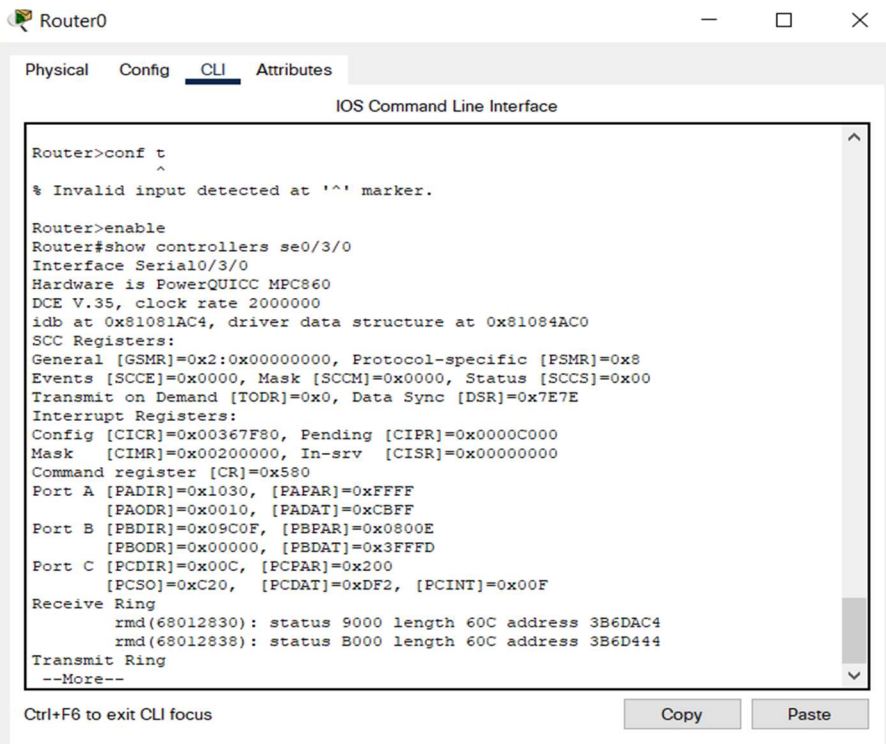 Router0
Physical Config CLI Attributes
IOS Command Line Interface
Router>conf t
^
% Invalid input detected at '^' marker.
Router>enable
Router#show controllers se0/3/0
Interface Serial0/3/0
Hardware is PowerQUICC MPC860
DCE V.35, clock rate 2000000
idb at 0x81081AC4, driver data structure at 0x81084AC0
SCC Registers:
General [GSMR]=0x2:0x00000000, Protocol-specific [PSMR]=0x8
Events [SCCE]=0x0000, Mask [SCCM]=0x0000, Status [SCCS]=0x00
Transmit on Demand [TODR]=0x0, Data Sync [DSR]=0x7E7E
Interrupt Registers:
Config [CICR]=0x00367F80, Pending [CIPR]=0x0000C000
Mask   [CIMR]=0x00200000, In-srv  [CISR]=0x00000000
Command register [CR]=0x580
Port A [PADIR]=0x1030, [PAPAR]=0xFFFF
       [PAODR]=0x0010, [PADAT]=0xCBFF
Port B [PBDIR]=0x09C0F, [PBPAR]=0x0800E
       [PBODR]=0x00000, [PBDAT]=0x3FFFD
Port C [PCDIR]=0x00C, [PCPAR]=0x200
       [PCSO]=0xC20,  [PCDAT]=0xDF2, [PCINT]=0x00F
Receive Ring
        rmd(68012830): status 9000 length 60C address 3B6DAC4
        rmd(68012838): status B000 length 60C address 3B6D444
Transmit Ring
 --More--
Ctrl+F6 to exit CLI focus
Copy Paste